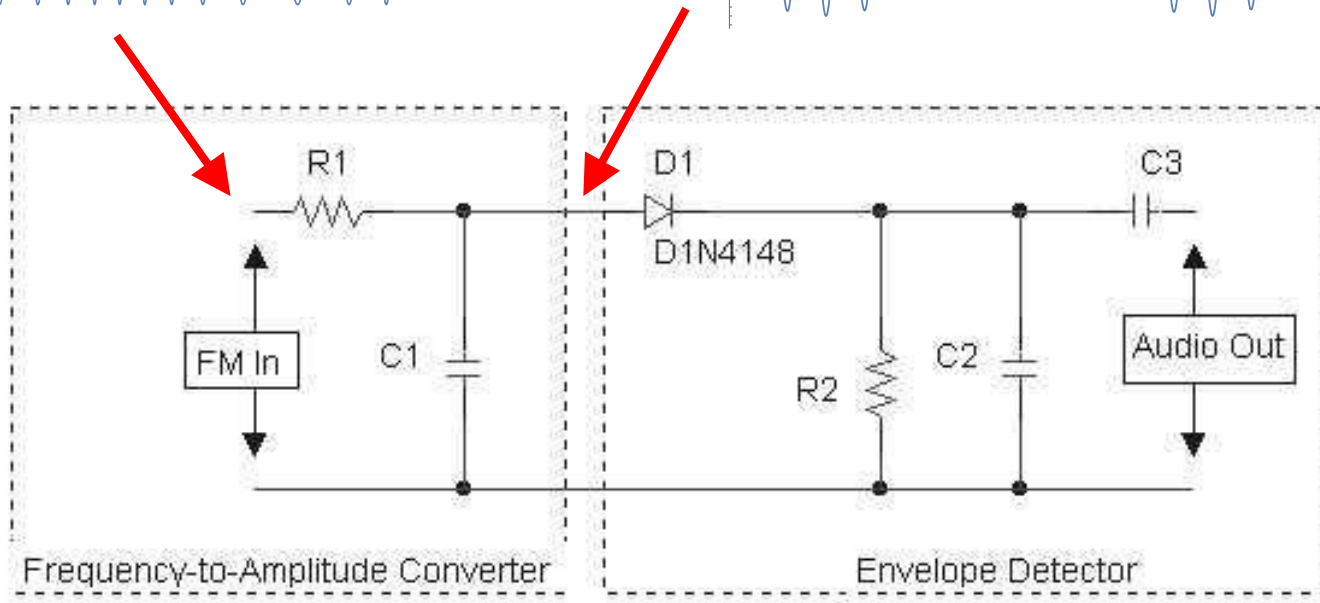 R1
D1
C3
D1N4148
FM In
C1
R2
C2
Audio Out
Frequency-to-Amplitude Converter
Envelope Detector